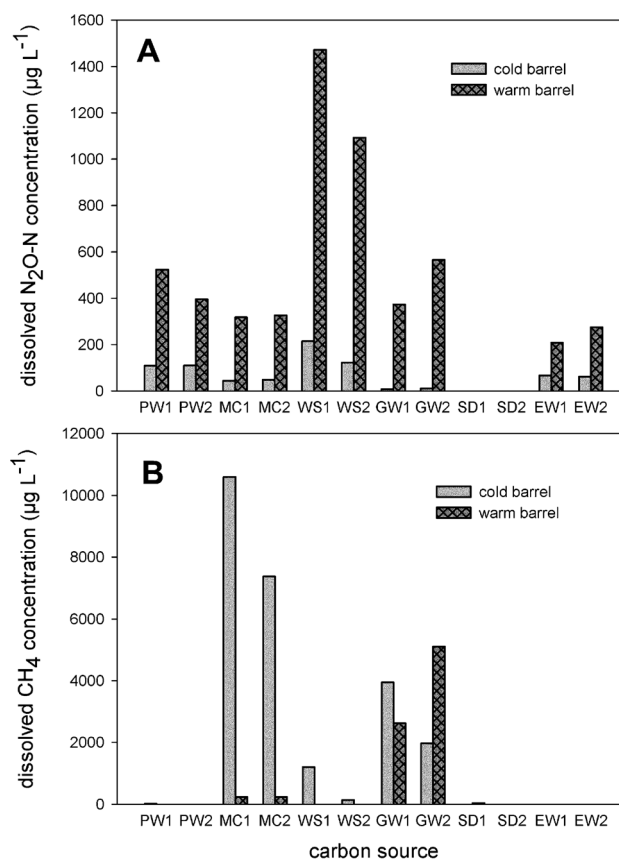 A
dissolved N₂O-N concentration (µg L⁻¹)
1600
1400
1200
1000
800
600
400
200
0
cold barrel
warm barrel
PW1 PW2 MC1 MC2 WS1 WS2 GW1 GW2 SD1 SD2 EW1 EW2
B
dissolved CH₄ concentration (µg L⁻¹)
12000
10000
8000
6000
4000
2000
0
cold barrel
warm barrel
PW1 PW2 MC1 MC2 WS1 WS2 GW1 GW2 SD1 SD2 EW1 EW2
carbon source